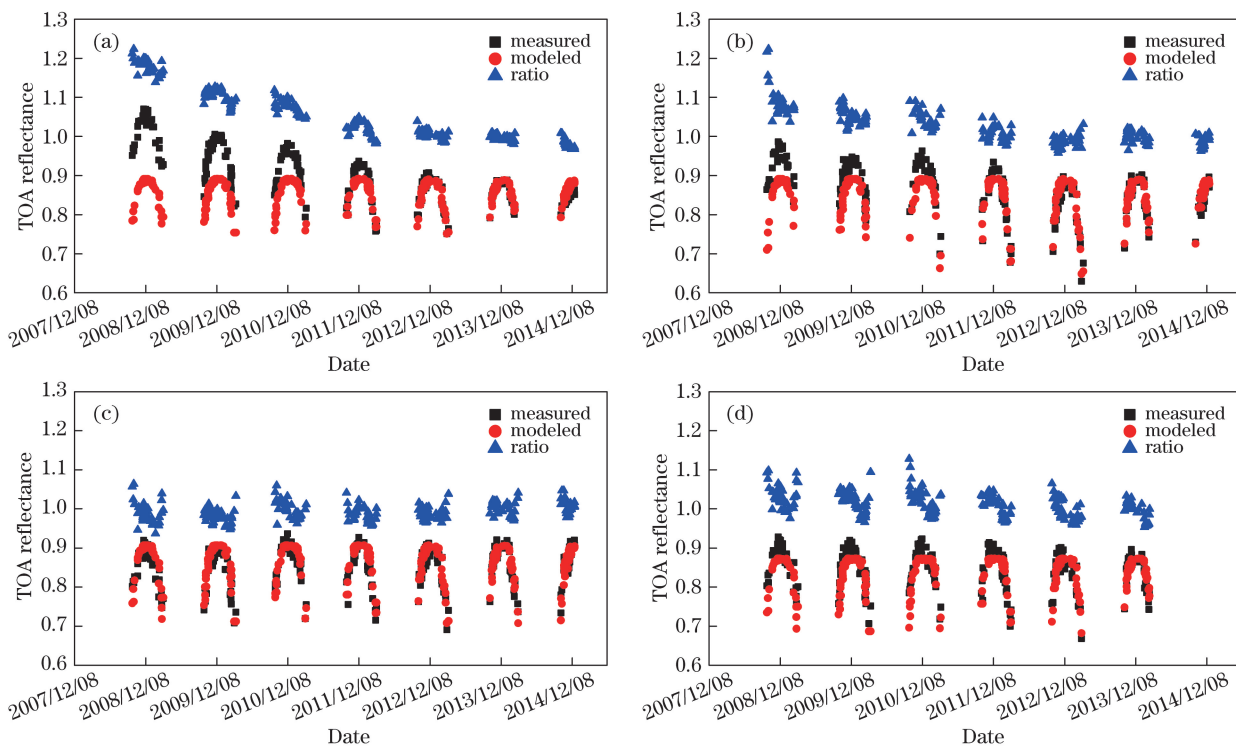 1.3
(a)
measured
modeled
ratio
1.2
1.1
1.0
0.9
0.8
0.7
0.6
TOA reflectance
2007/12/08
2008/12/08
2009/12/08
2010/12/08
2011/12/08
2012/12/08
2013/12/08
2014/12/08
Date
1.3
(b)
measured
modeled
ratio
1.2
1.1
1.0
0.9
0.8
0.7
0.6
TOA reflectance
2007/12/08
2008/12/08
2009/12/08
2010/12/08
2011/12/08
2012/12/08
2013/12/08
2014/12/08
Date
1.3
(c)
measured
modeled
ratio
1.2
1.1
1.0
0.9
0.8
0.7
0.6
TOA reflectance
2007/12/08
2008/12/08
2009/12/08
2010/12/08
2011/12/08
2012/12/08
2013/12/08
2014/12/08
Date
1.3
(d)
measured
modeled
ratio
1.2
1.1
1.0
0.9
0.8
0.7
0.6
TOA reflectance
2007/12/08
2008/12/08
2009/12/08
2010/12/08
2011/12/08
2012/12/08
2013/12/08
2014/12/08
Date